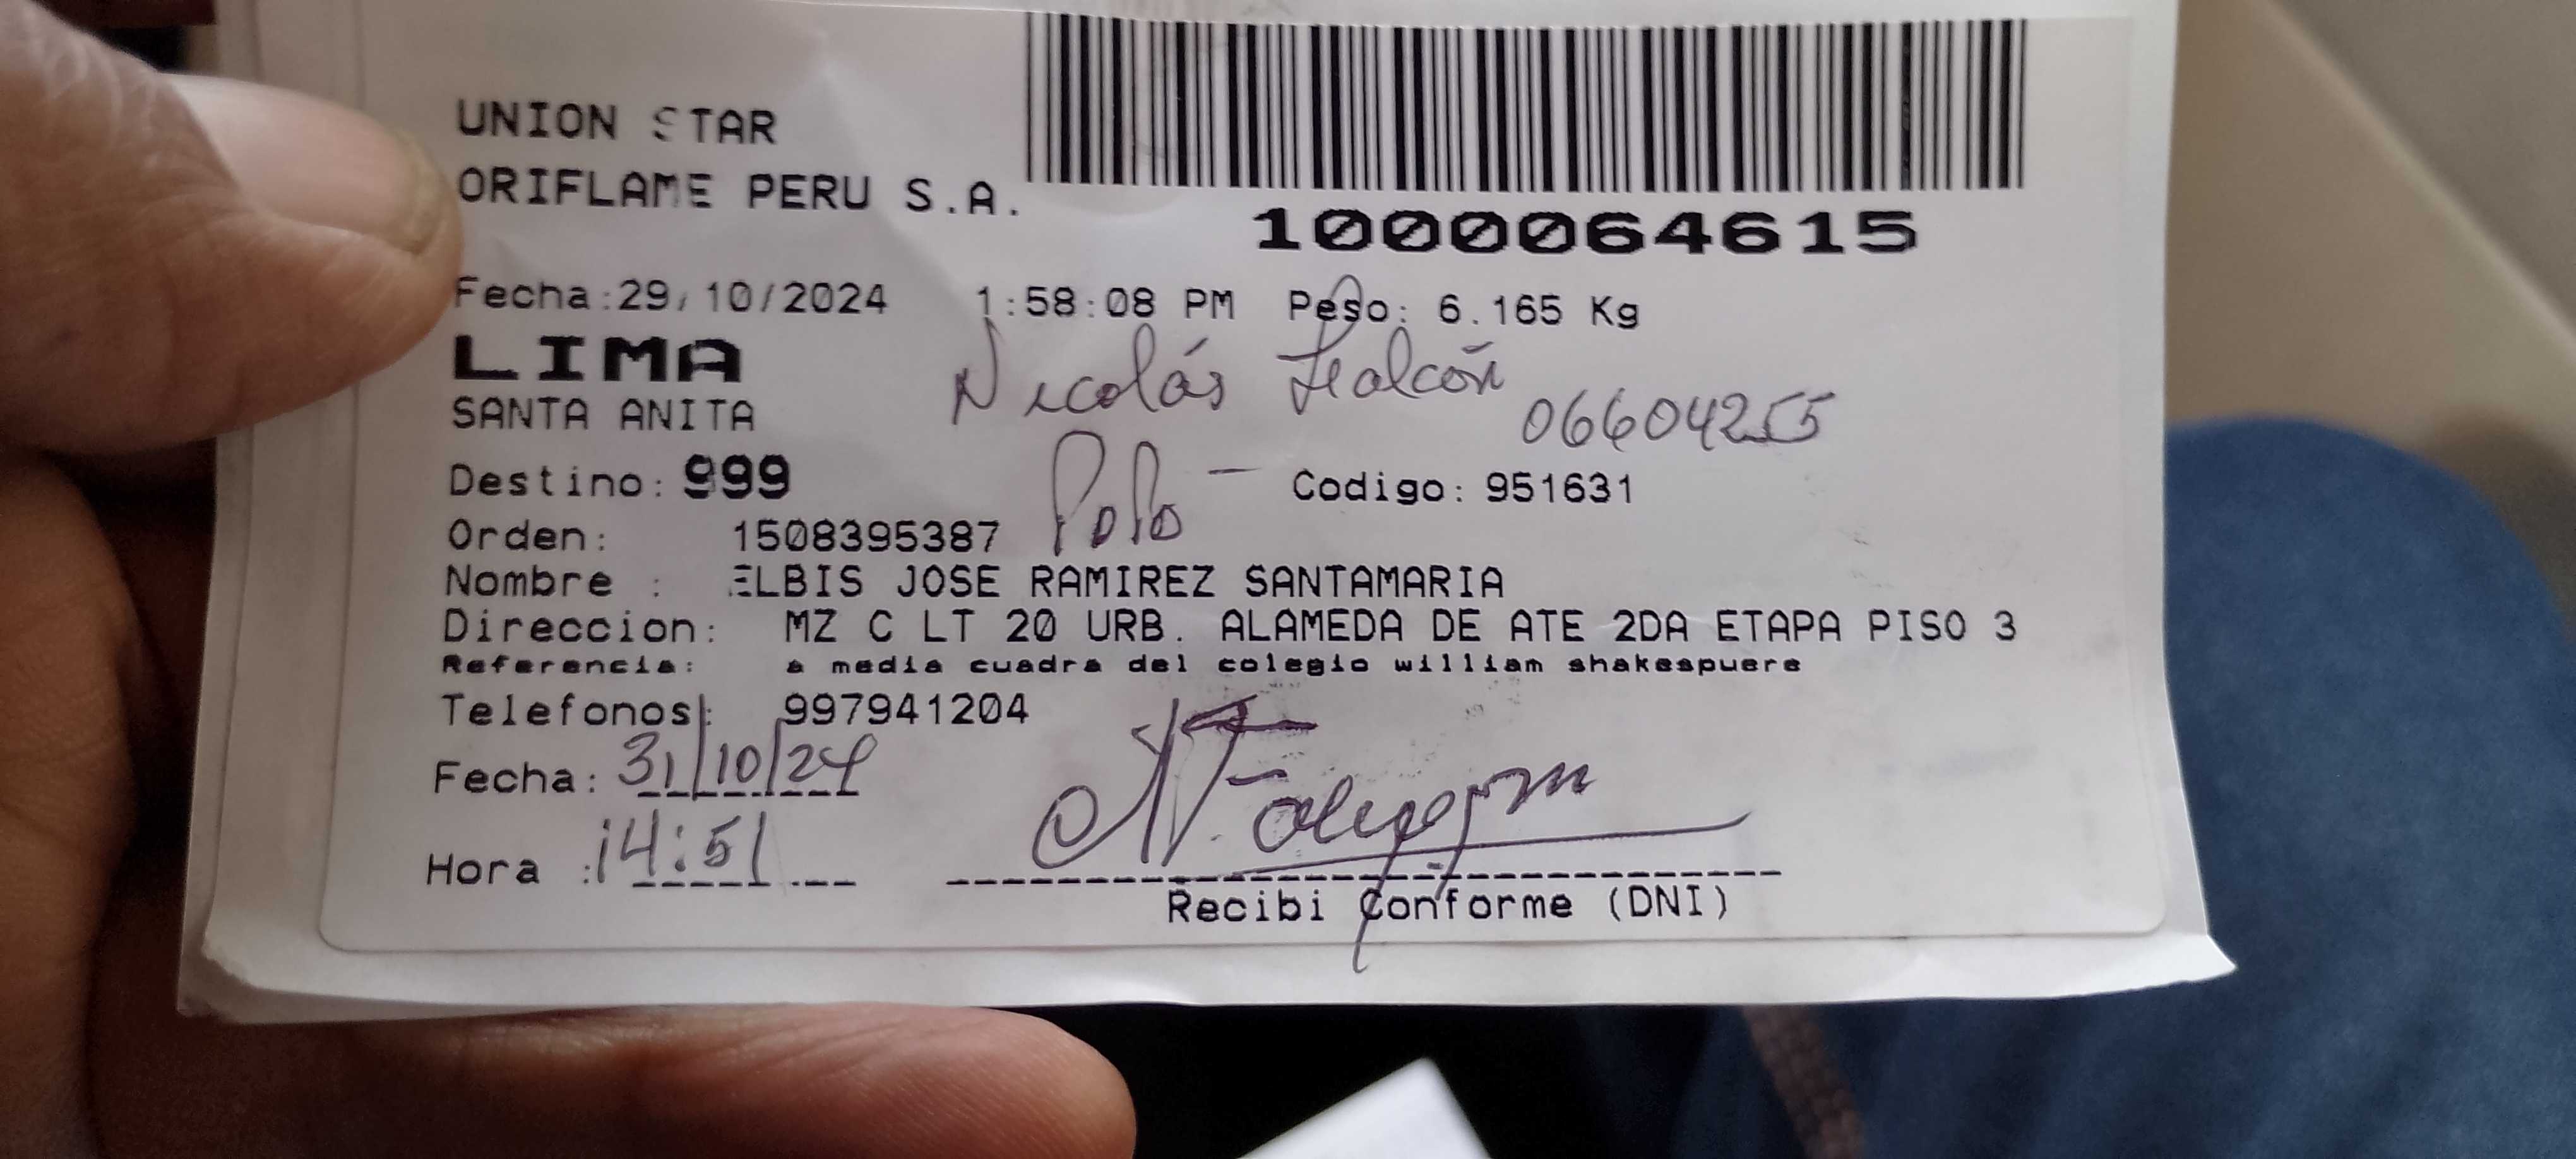 UNION STAR
ORIFLAME PERU S.A.
1000064615
Fecha:29/10/2024 1:58:08 PM Peso: 6.165 Kg
LIMA
Nicolás Falcón
SANTA ANITA
06604255
Destino: 999
Polo
Codigo: 951631
Orden: 1508395387
Nombre : ELBIS JOSE RAMIREZ SANTAMARIA
Direccion: MZ C LT 20 URB. ALAMEDA DE ATE 2DA ETAPA PISO 3
Referencia: a media cuadra del colegio william shakespuere
Telefonos: 997941204
Fecha: 31/10/24
Hora :14:51
Recibi Conforme (DNI)